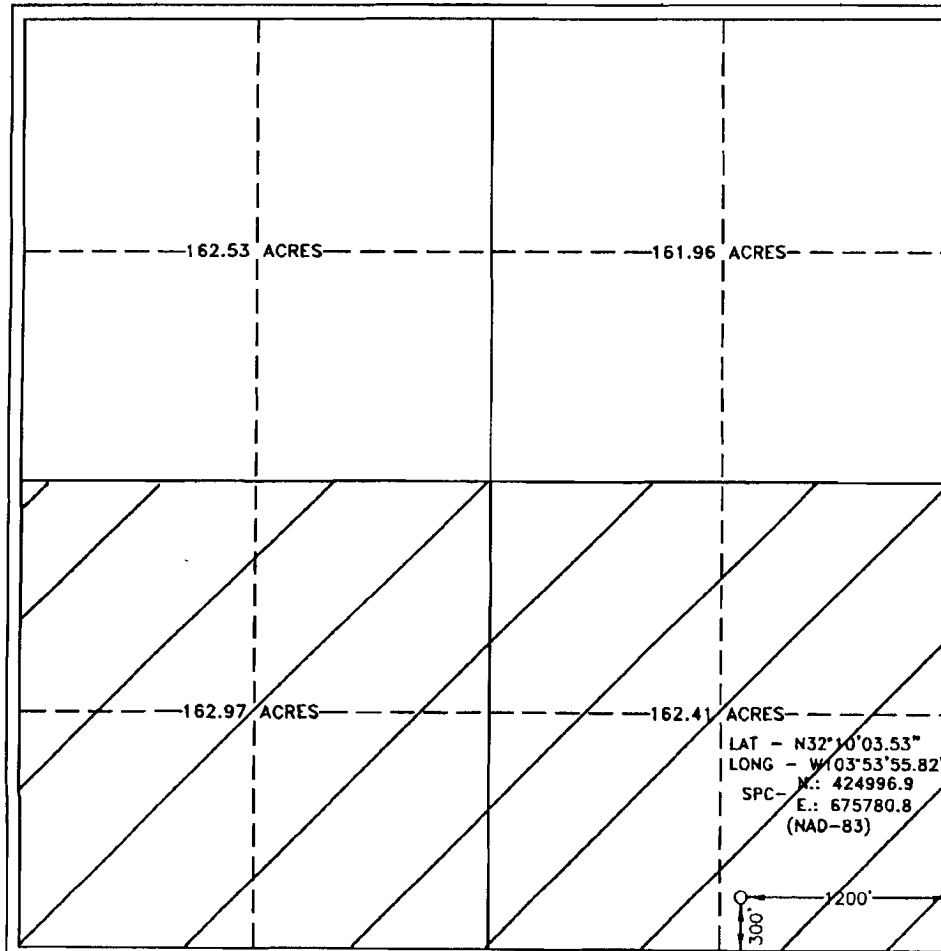 162.53 ACRES
161.96 ACRES
162.97 ACRES
162.41 ACRES
LAT - N32°10'03.53"
LONG - W103°53'55.82"
SPC- N.: 424996.9
E.: 675780.8
(NAD-83)
1200'
300'